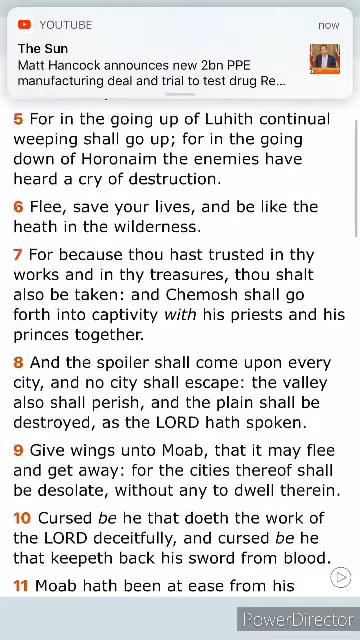 YOUTUBE
now
The Sun
Matt Hancock announces new 2bn PPE
manufacturing deal and trial to test drug Re...
5 For in the going up of Luhith continual
weeping shall go up; for in the going
down of Horonaim the enemies have
heard a cry of destruction.
6 Flee, save your lives, and be like the
heath in the wilderness.
7 For because thou hast trusted in thy
works and in thy treasures, thou shalt
also be taken: and Chemosh shall go
forth into captivity with his priests and his
princes together.
8 And the spoiler shall come upon every
city, and no city shall escape: the valley
also shall perish, and the plain shall be
destroyed, as the LORD hath spoken.
9 Give wings unto Moab, that it may flee
and get away: for the cities thereof shall
be desolate, without any to dwell therein.
10 Cursed be he that doeth the work of
the LORD deceitfully, and cursed be he
that keepeth back his sword from blood.
11 Moab hath been at ease from his
PowerDirector